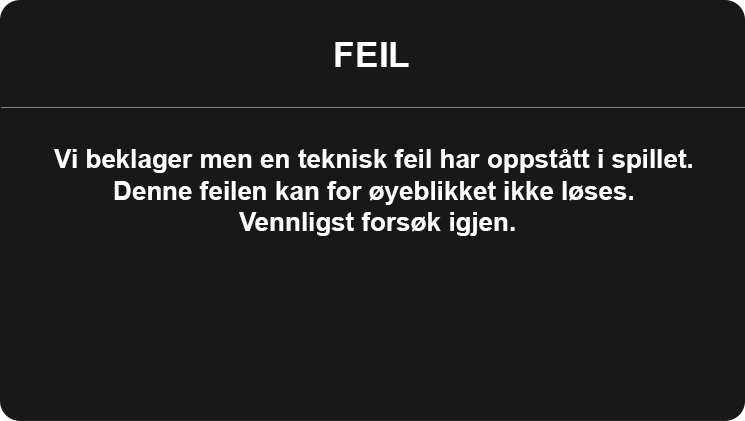 FEIL
Vi beklager men en teknisk feil har oppstått i spillet.
Denne feilen kan for øyeblikket ikke løses.
Vennligst forsøk igjen.